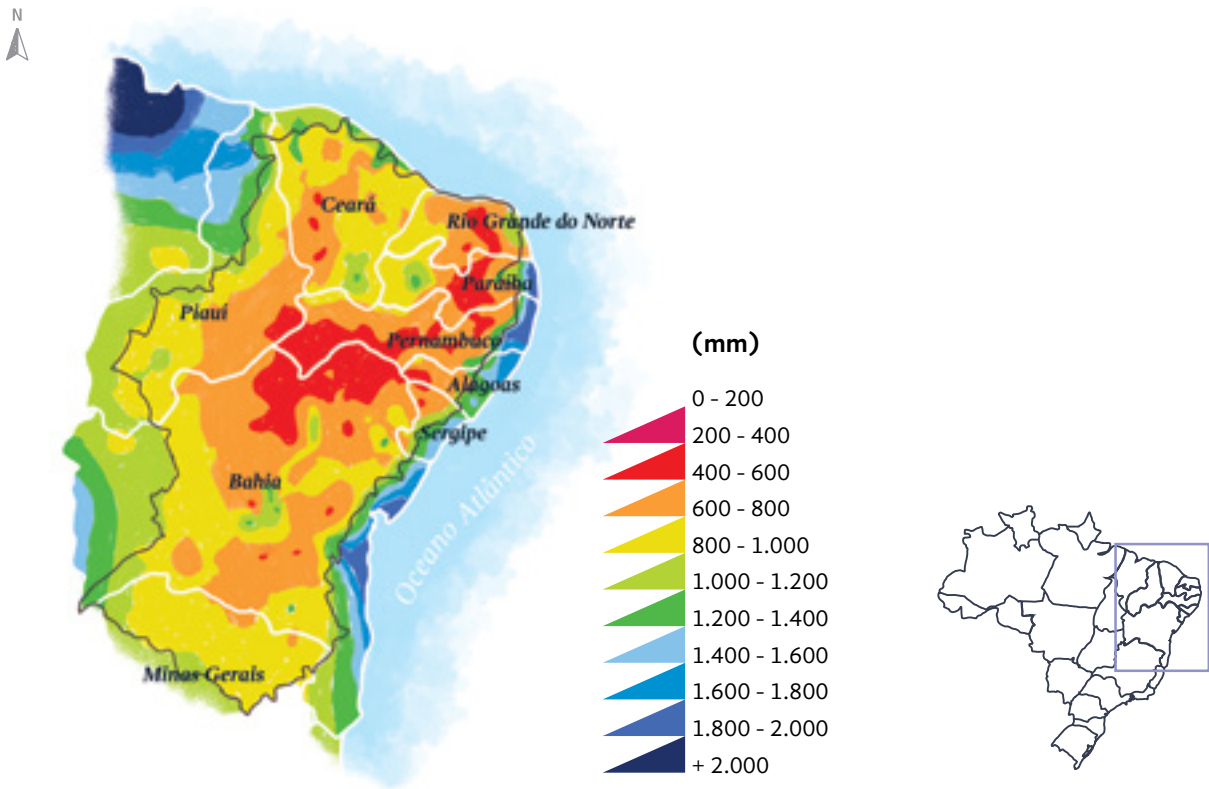 N
Ceará
Rio Grande do Norte
Paraíba
Piauí
Pernambuco
Alagoas
Sergipe
Bahia
Minas Gerais
Oceano Atlântico
(mm)
0 - 200
200 - 400
400 - 600
600 - 800
800 - 1.000
1.000 - 1.200
1.200 - 1.400
1.400 - 1.600
1.600 - 1.800
1.800 - 2.000
+ 2.000